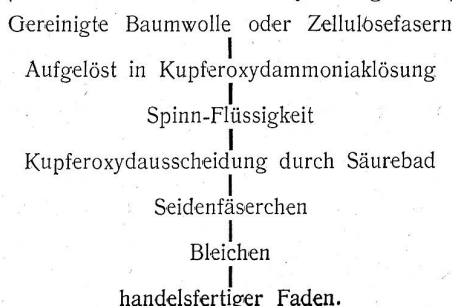 Gereinigte Baumwolle oder Zellulosefasern
Aufgelöst in Kupferoxydammoniaklösung
Spinn-Flüssigkeit
Kupferoxydausscheidung durch Säurebad
Seidenfäserchen
Bleichen
handelsfertiger Faden.